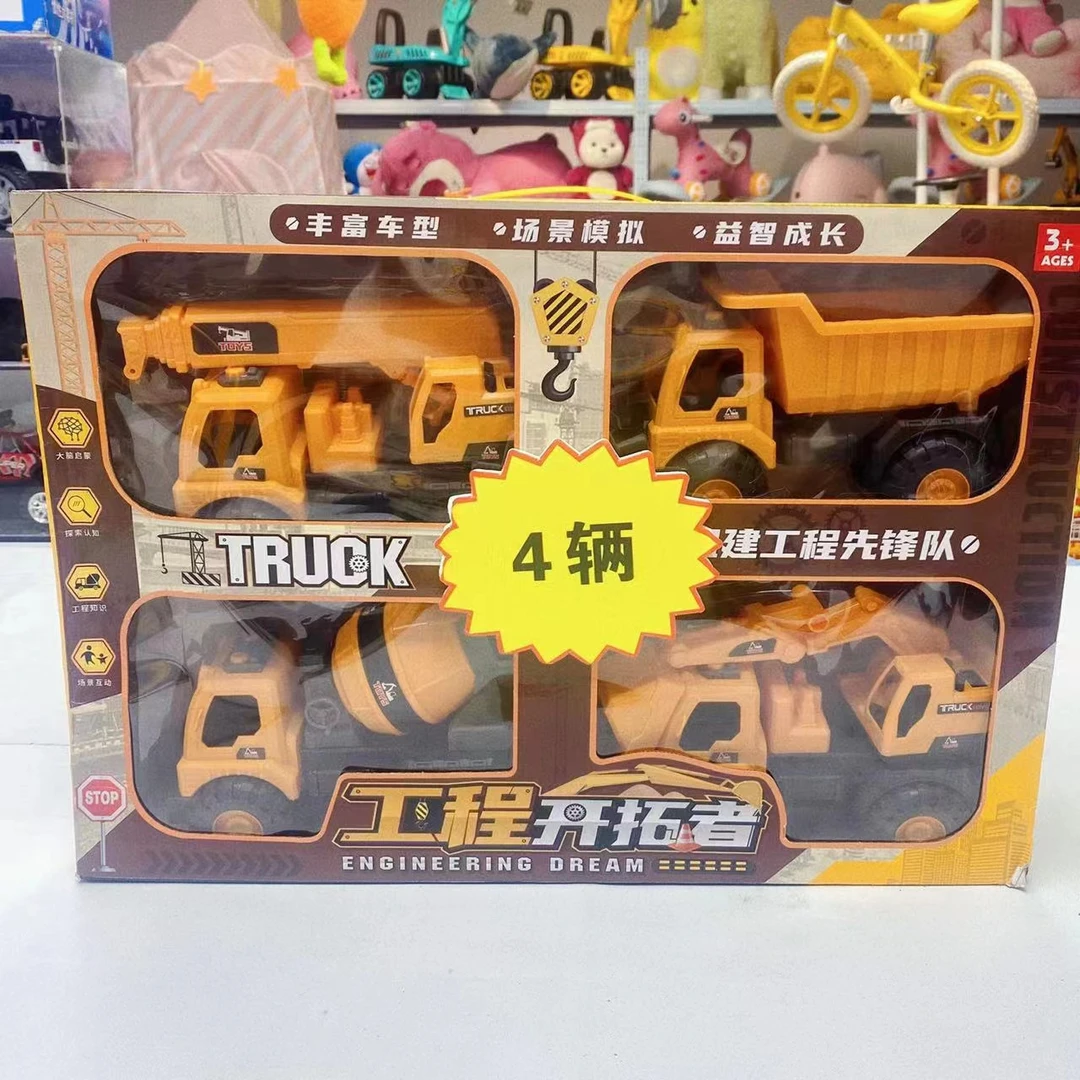 丰富车型 场景模拟 益智成长
3+
AGES
CONSTRUCTION
TOYS
TRUCK
大脑启蒙
探索认知
工程知识
场景互动
TRUCK
4辆
建工程先锋队
TOYS
TRUCK
STOP
工程开拓者
ENGINEERING DREAM